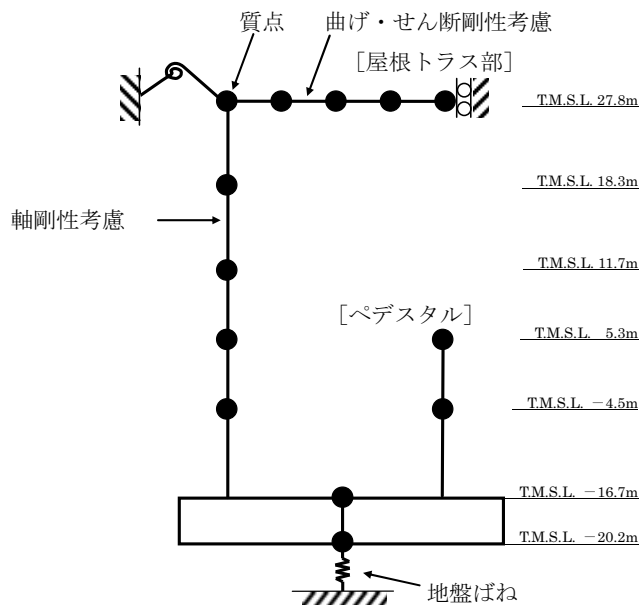 質点
曲げ・せん断剛性考慮
［屋根トラス部］
T.M.S.L. 27.8m
T.M.S.L. 18.3m
軸剛性考慮
T.M.S.L. 11.7m
［ペデスタル］
T.M.S.L. 5.3m
T.M.S.L. －4.5m
T.M.S.L. －16.7m
T.M.S.L. －20.2m
地盤ばね